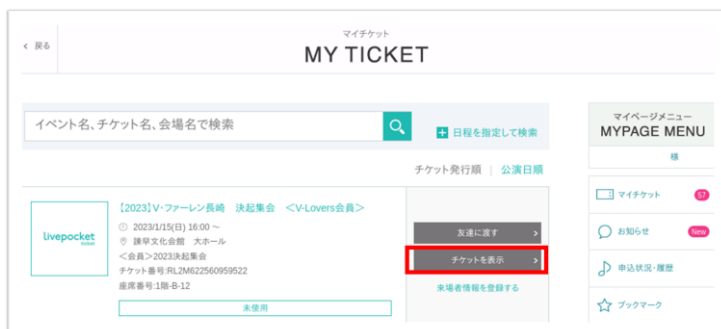 マイチケット
< 戻る
MY TICKET
イベント名、チケット名、会場名で検索
日程を指定して検索
チケット発行順 | 公演日順
livepocket
ticket
【2023】V・ファーレン長崎 決起集会 <V-Lovers会員>
2023/1/15(日) 16:00 ~
諫早文化会館 大ホール
<会員>2023決起集会
チケット番号:RL2M622560959522
座席番号:1階-B-12
未使用
友達に渡す >
チケットを表示 >
来場者情報を登録する
マイページメニュー
MYPAGE MENU
様
マイチケット 57
お知らせ New
申込状況・履歴
ブックマーク